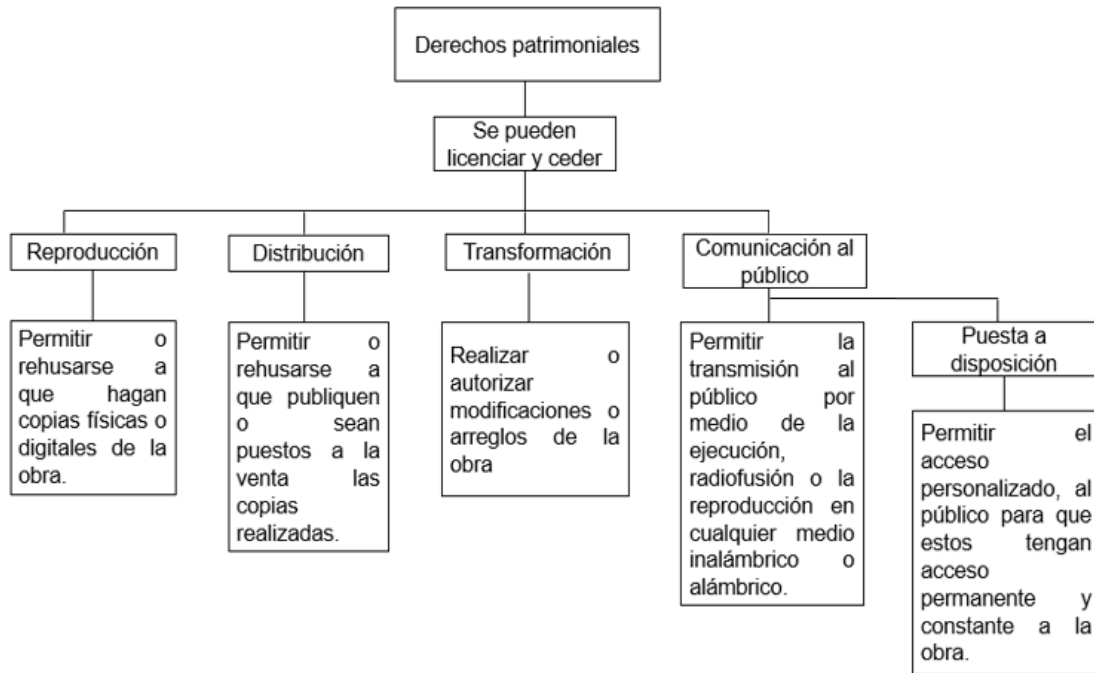 Derechos patrimoniales
Se pueden
licenciar y ceder
Reproducción
Permitir o
rehusarse a
que hagan
copias físicas o
digitales de la
obra.
Distribución
Permitir o
rehusarse a
que publiquen
o sean
puestos a la
venta las
copias
realizadas.
Transformación
Realizar o
autorizar
modificaciones o
arreglos de la
obra
Comunicación al
público
Permitir la
transmisión al
público por
medio de la
ejecución,
radiofusión o la
reproducción en
cualquier medio
inalámbrico o
alámbrico.
Puesta a
disposición
Permitir el
acceso
personalizado, al
público para que
estos tengan
acceso
permanente y
constante a la
obra.